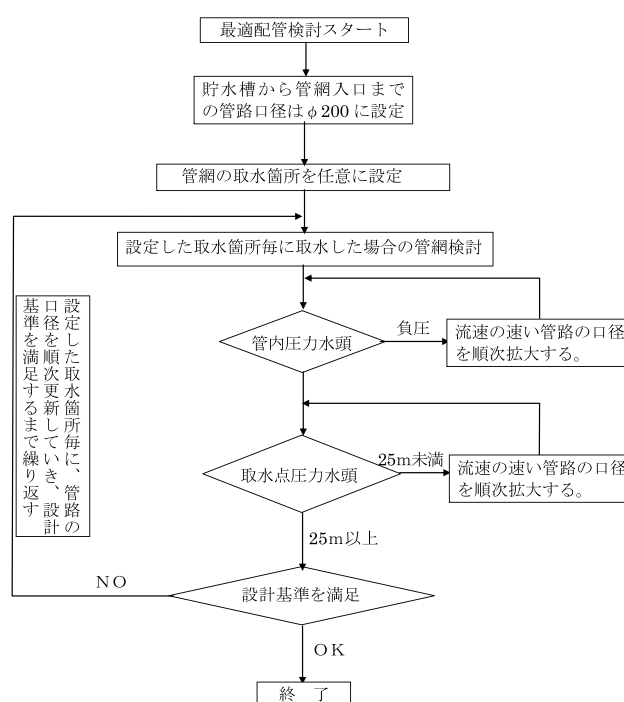 最適配管検討スタート
貯水槽から管網入口まで
の管路口径はφ200に設定
管網の取水箇所を任意に設定
設定した取水箇所毎に取水した場合の管網検討
管内圧力水頭
負圧
流速の速い管路の口径
を順次拡大する。
取水点圧力水頭
25m未満
流速の速い管路の口径
を順次拡大する。
25m以上
設計基準を満足
NO
設定した取水箇所毎に、管路の
口径を順次更新していき、設計
基準を満足するまで繰り返す
OK
終 了